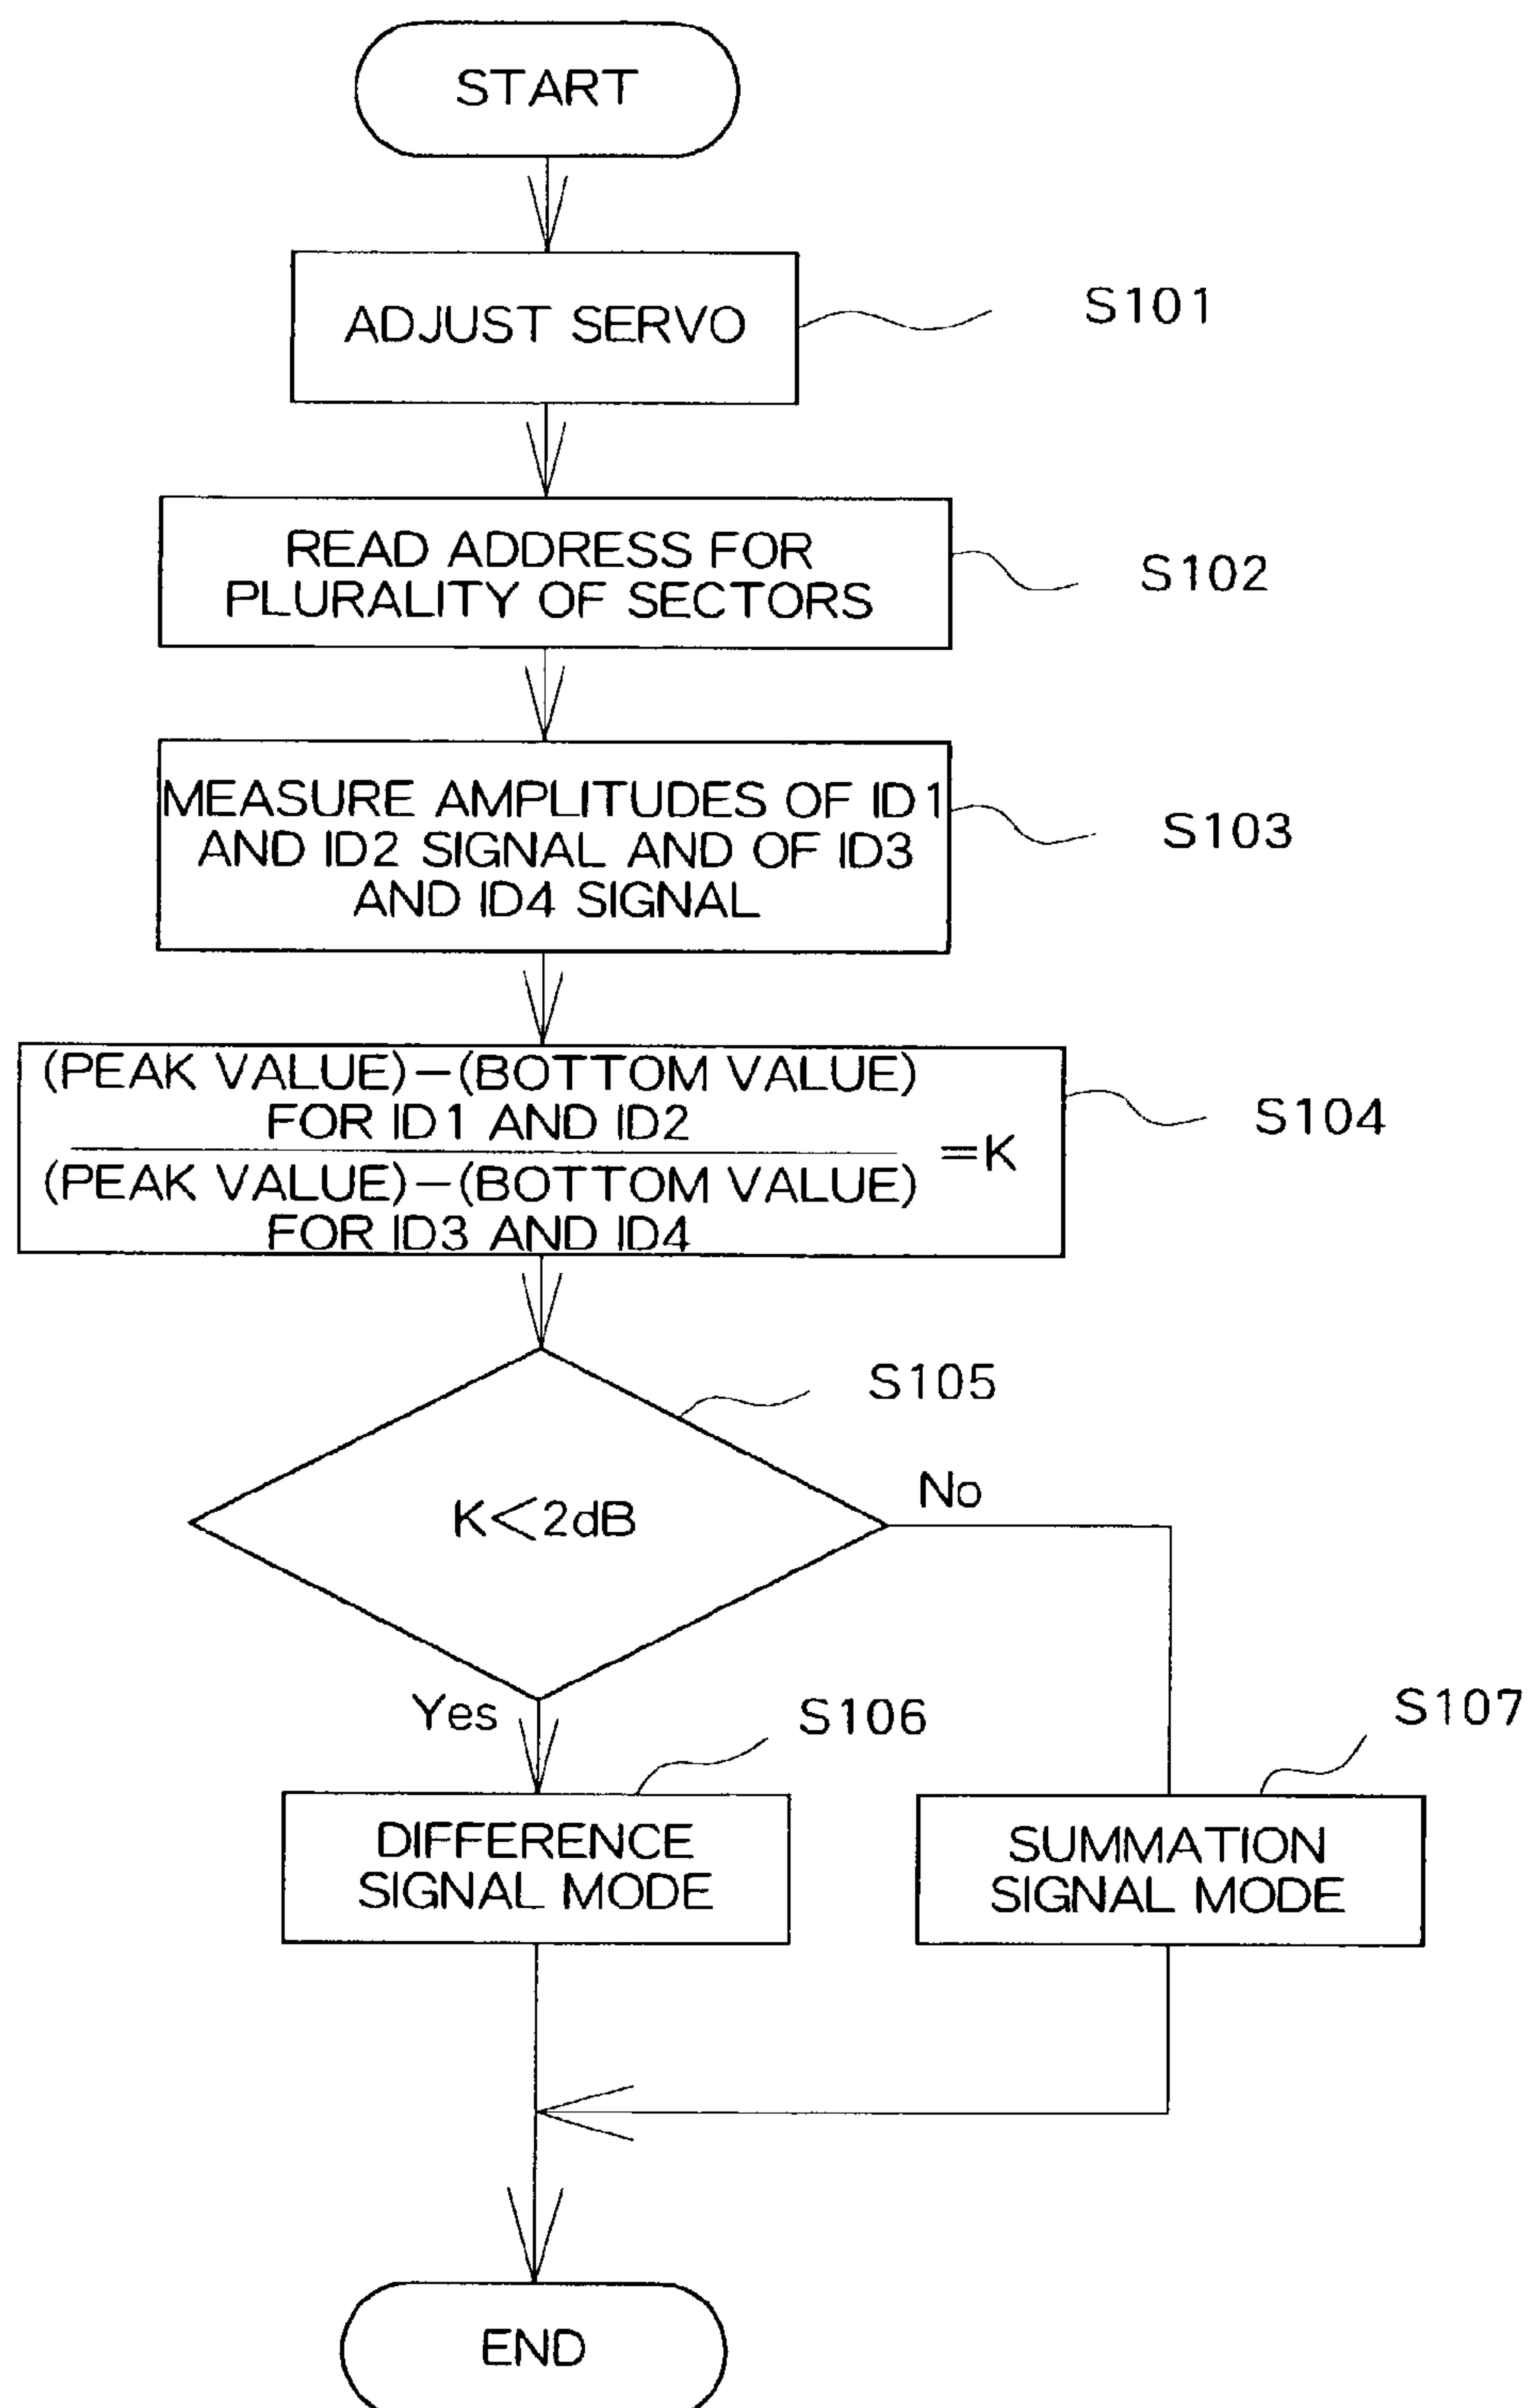 START
ADJUST SERVO
S101
READ ADDRESS FOR
PLURALITY OF SECTORS
S102
MEASURE AMPLITUDES OF ID1
AND ID2 SIGNAL AND OF ID3
AND ID4 SIGNAL
S103
(PEAK VALUE)−(BOTTOM VALUE)
FOR ID1 AND ID2
(PEAK VALUE)−(BOTTOM VALUE)
FOR ID3 AND ID4
=K
S104
S105
K<2dB
No
Yes
S106
S107
DIFFERENCE
SIGNAL MODE
SUMMATION
SIGNAL MODE
END